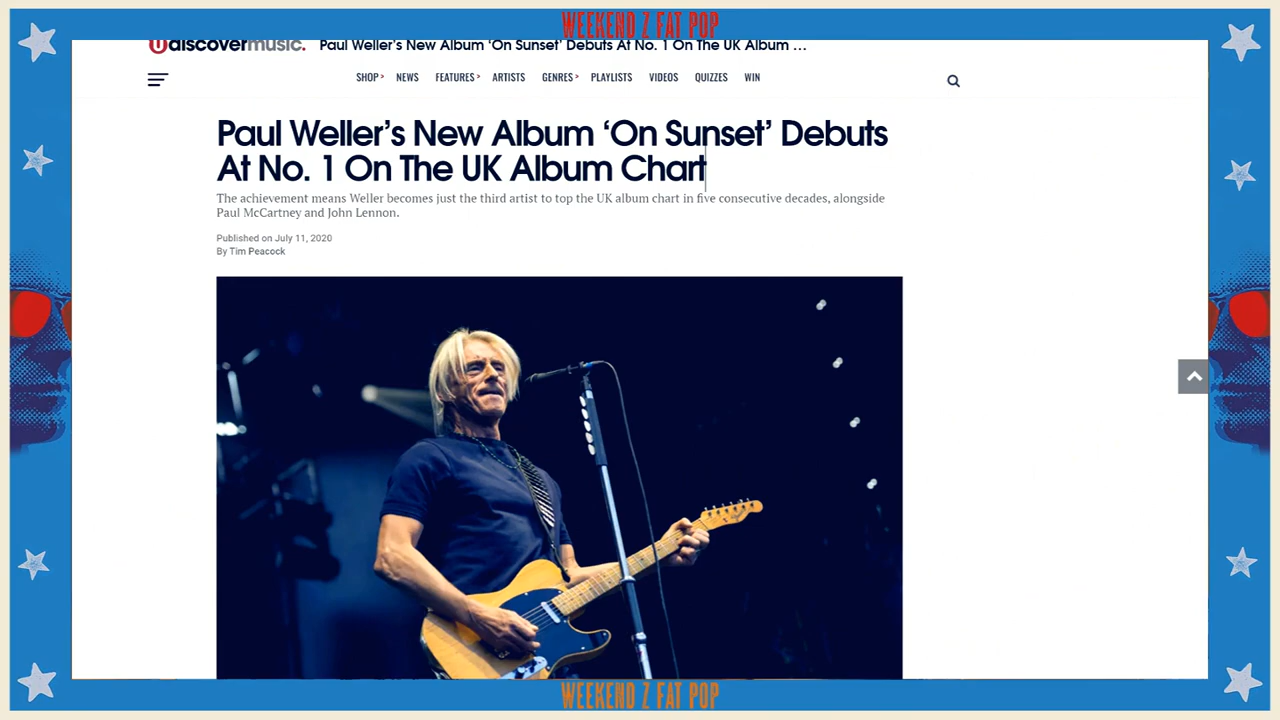 WEEKEND Z FAT POP
udiscovermusic. Paul Weller’s New Album ‘On Sunset’ Debuts At No. 1 On The UK Album …
SHOP > NEWS FEATURES > ARTISTS GENRES > PLAYLISTS VIDEOS QUIZZES WIN
Paul Weller’s New Album ‘On Sunset’ Debuts
At No. 1 On The UK Album Chart
The achievement means Weller becomes just the third artist to top the UK album chart in five consecutive decades, alongside
Paul McCartney and John Lennon.
Published on July 11, 2020
By Tim Peacock
WEEKEND Z FAT POP